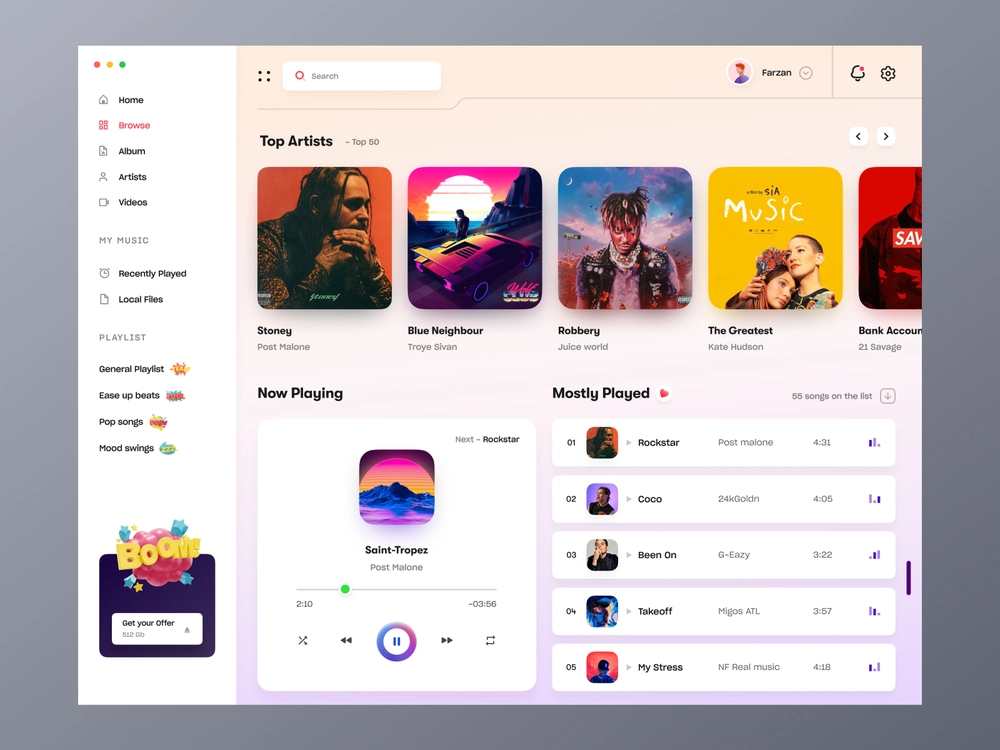 Home
Browse
Album
Artists
Videos
MY MUSIC
Recently Played
Local Files
PLAYLIST
General Playlist
Ease up beats
Pop songs
Mood swings
BOOM!
Get your Offer
512 Gb
Search
Farzan
Top Artists
- Top 50
Stoney
Stoney
Post Malone
Blue Neighbour
Troye Sivan
Robbery
Juice world
a film by SIA
MUSIC
The Greatest
Kate Hudson
SAV
Bank Accoun
21 Savage
Now Playing
Next - Rockstar
Saint-Tropez
Post Malone
2:10
-03:56
Mostly Played
55 songs on the list
01 Rockstar Post malone 4:31
02 Coco 24kGoldn 4:05
03 Been On G-Eazy 3:22
04 Takeoff Migos ATL 3:57
05 My Stress NF Real music 4:18